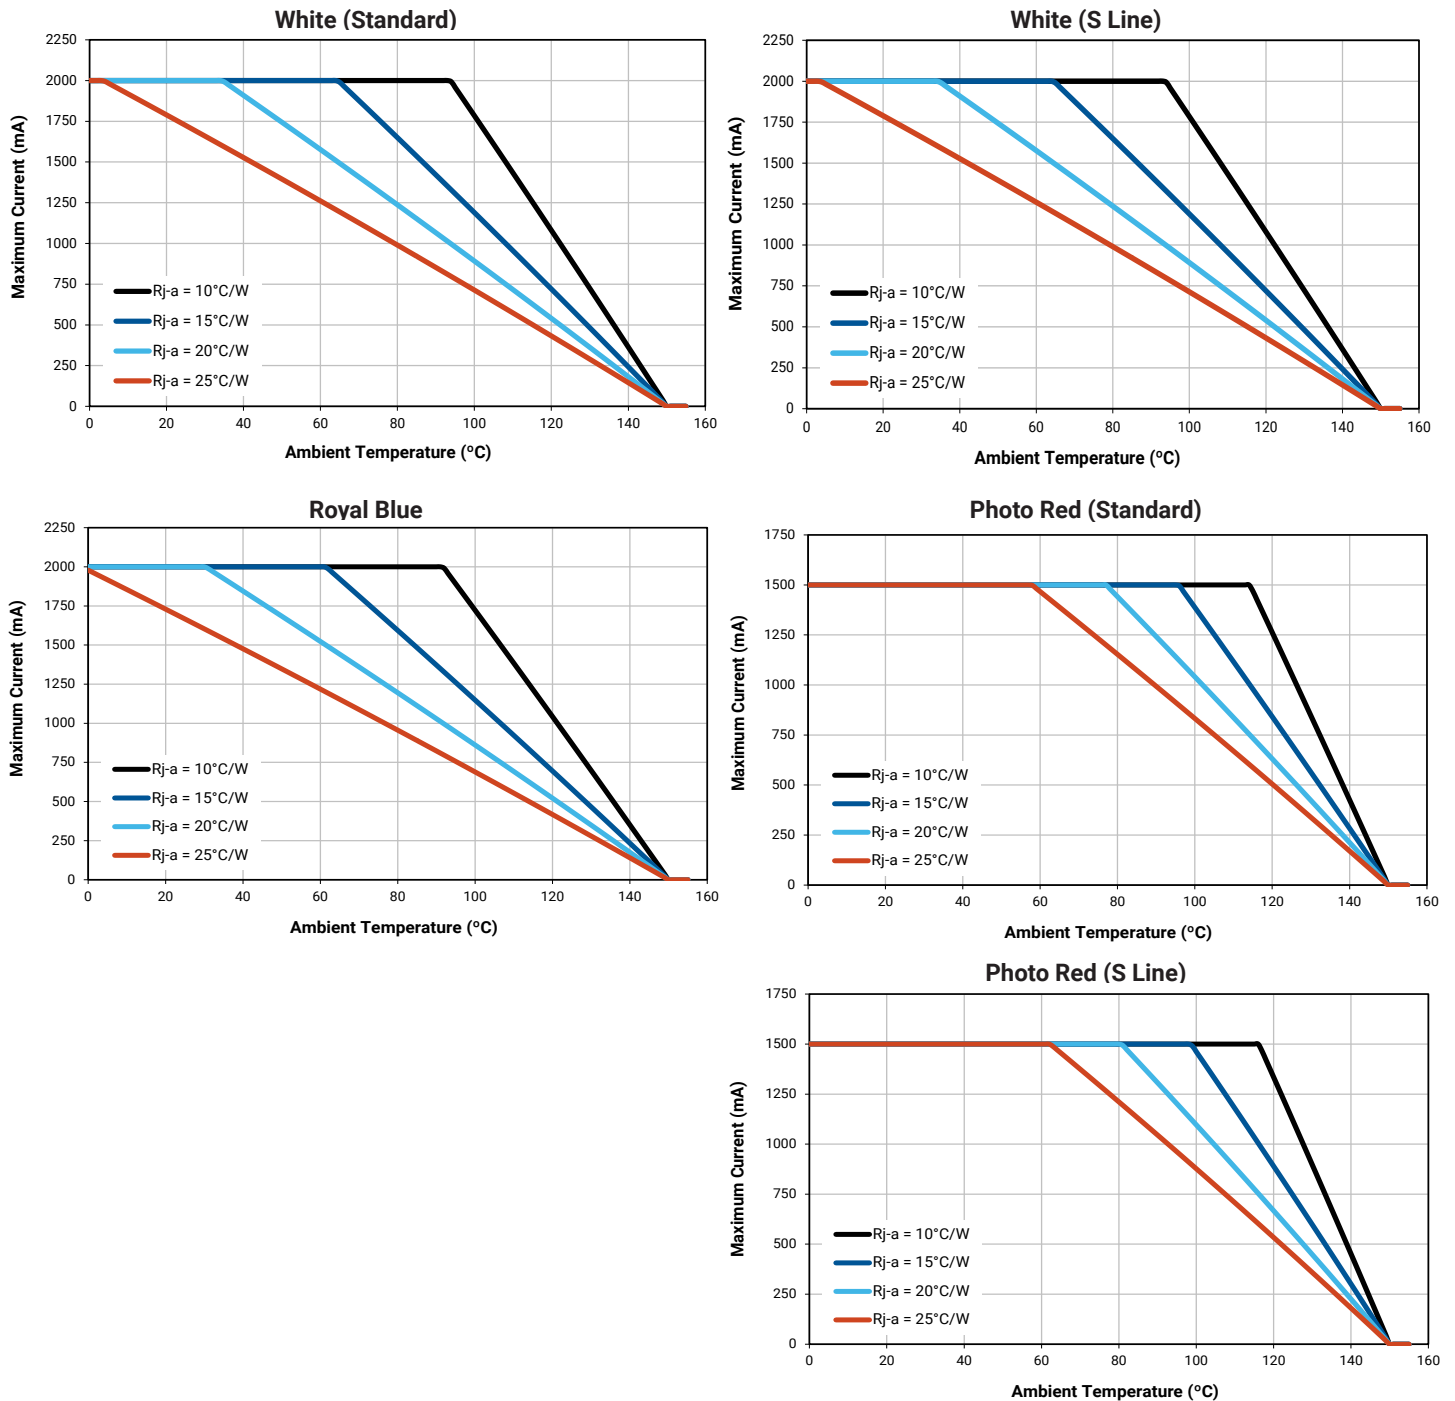 White (Standard)
2250
2000
1750
1500
1250
1000
750
500
250
0
Maximum Current (mA)
Rj-a = 10°C/W
Rj-a = 15°C/W
Rj-a = 20°C/W
Rj-a = 25°C/W
0 20 40 60 80 100 120 140 160
Ambient Temperature (ºC)
White (S Line)
2250
2000
1750
1500
1250
1000
750
500
250
0
Maximum Current (mA)
Rj-a = 10°C/W
Rj-a = 15°C/W
Rj-a = 20°C/W
Rj-a = 25°C/W
0 20 40 60 80 100 120 140 160
Ambient Temperature (ºC)
Royal Blue
2250
2000
1750
1500
1250
1000
750
500
250
0
Maximum Current (mA)
Rj-a = 10°C/W
Rj-a = 15°C/W
Rj-a = 20°C/W
Rj-a = 25°C/W
0 20 40 60 80 100 120 140 160
Ambient Temperature (ºC)
Photo Red (Standard)
1750
1500
1250
1000
750
500
250
0
Maximum Current (mA)
Rj-a = 10°C/W
Rj-a = 15°C/W
Rj-a = 20°C/W
Rj-a = 25°C/W
0 20 40 60 80 100 120 140 160
Ambient Temperature (ºC)
Photo Red (S Line)
1750
1500
1250
1000
750
500
250
0
Maximum Current (mA)
Rj-a = 10°C/W
Rj-a = 15°C/W
Rj-a = 20°C/W
Rj-a = 25°C/W
0 20 40 60 80 100 120 140 160
Ambient Temperature (ºC)